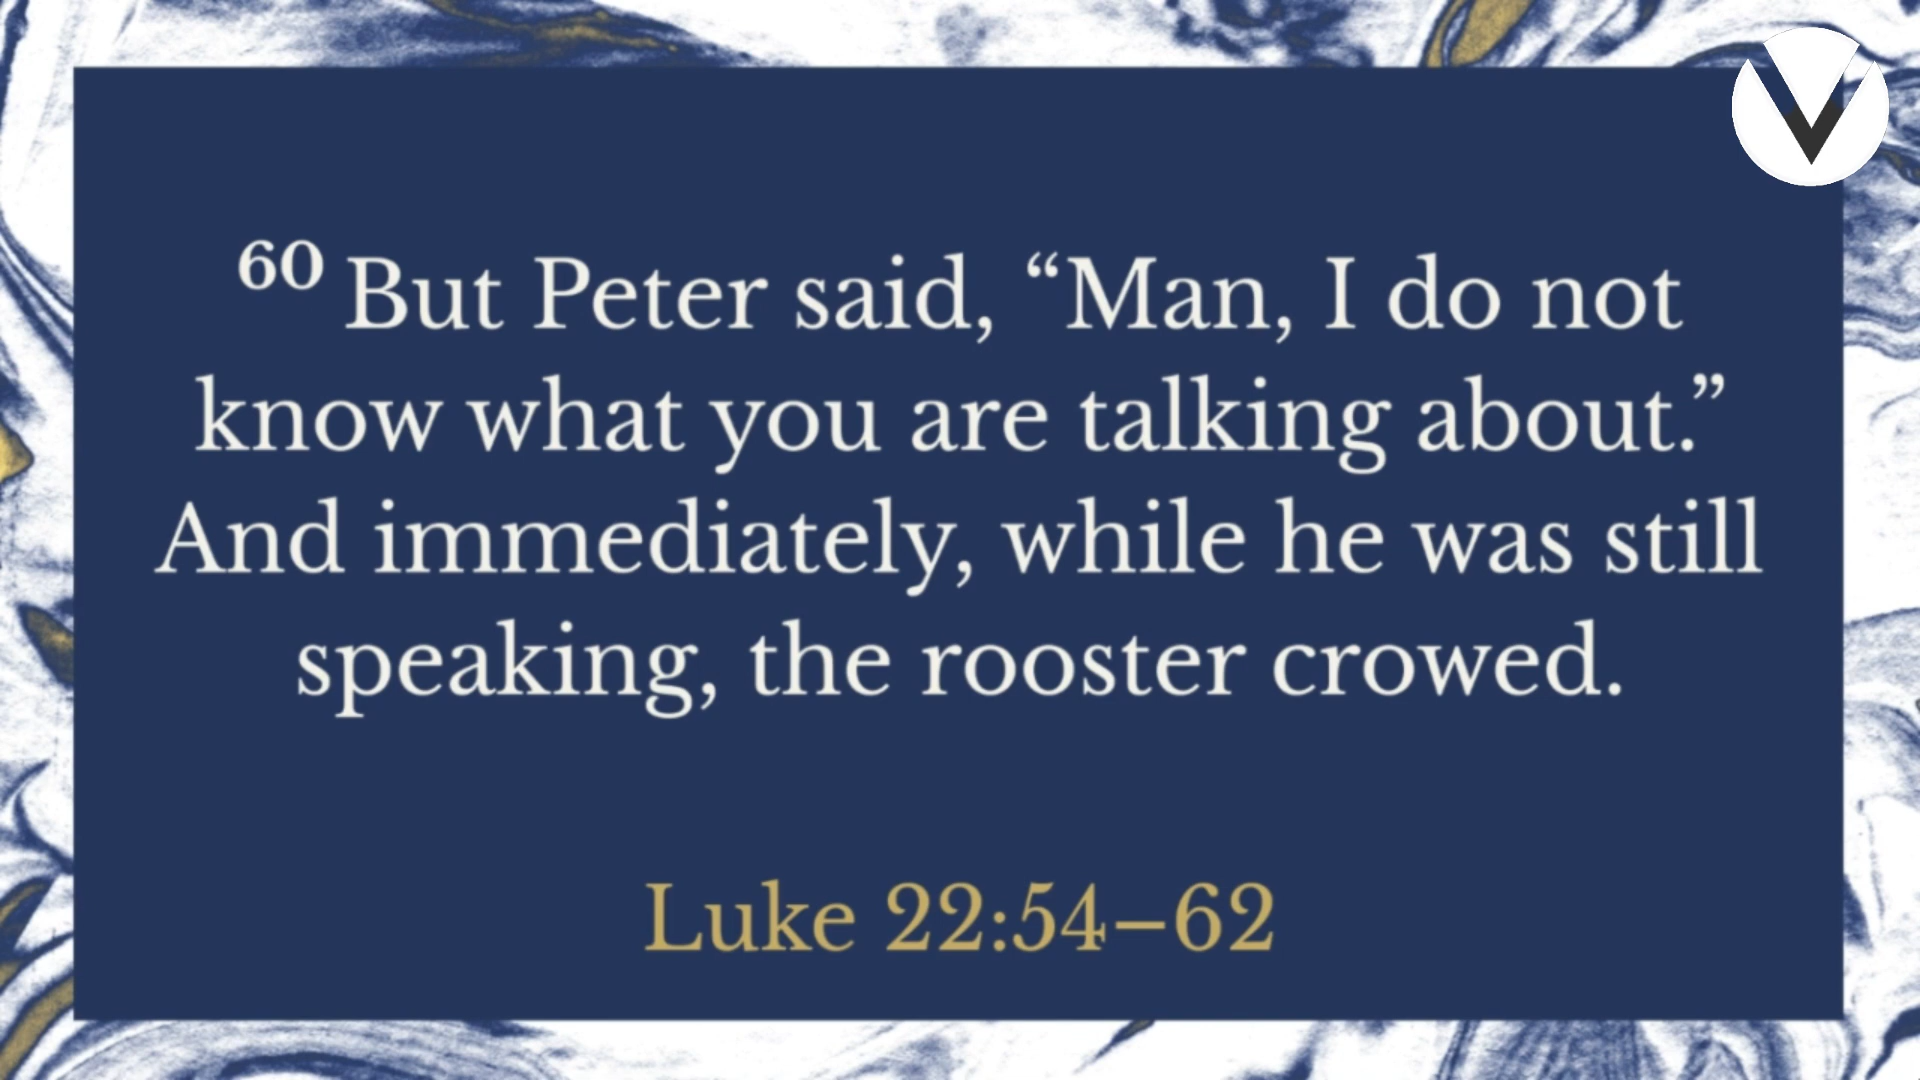 60 But Peter said, “Man, I do not
know what you are talking about.”
And immediately, while he was still
speaking, the rooster crowed.
Luke 22:54–62